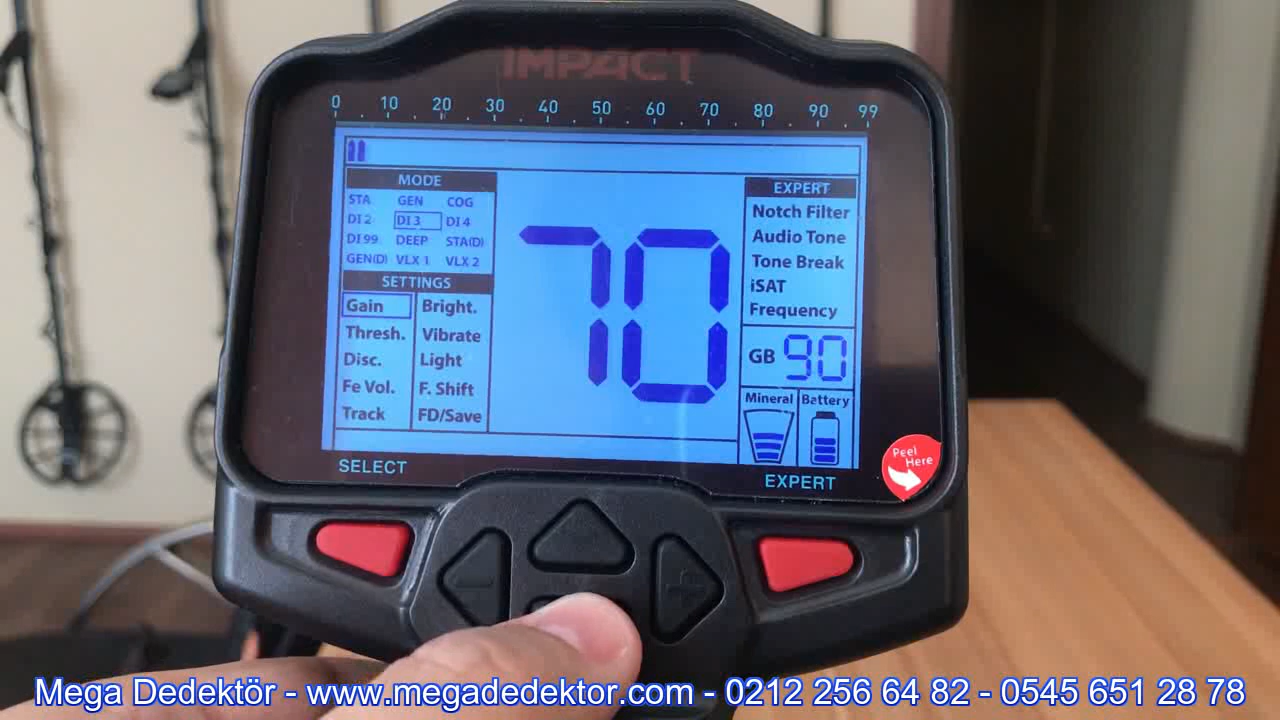 IMPACT
0 10 20 30 40 50 60 70 80 90 99
MODE
STA GEN COG
DI 2 DI 3 DI 4
DI 99 DEEP STA(D)
GEN(D) VLX 1 VLX 2
SETTINGS
Gain Bright.
Thresh. Vibrate
Disc. Light
Fe Vol. F. Shift
Track FD/Save
70
EXPERT
Notch Filter
Audio Tone
Tone Break
iSAT
Frequency
GB 90
Mineral Battery
SELECT
EXPERT
Peel
Here
Mega Dedektör - www.megadedektor.com - 0212 256 64 82 - 0545 651 28 78